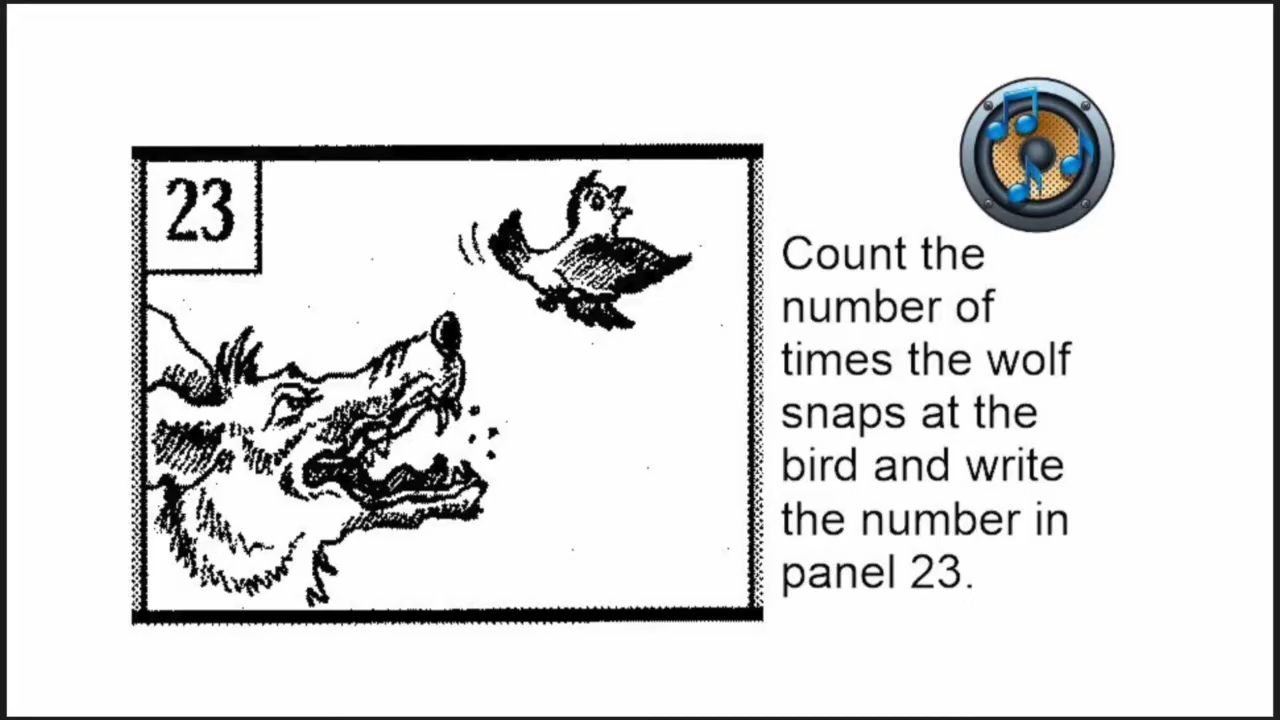 23
Count the
number of
times the wolf
snaps at the
bird and write
the number in
panel 23.